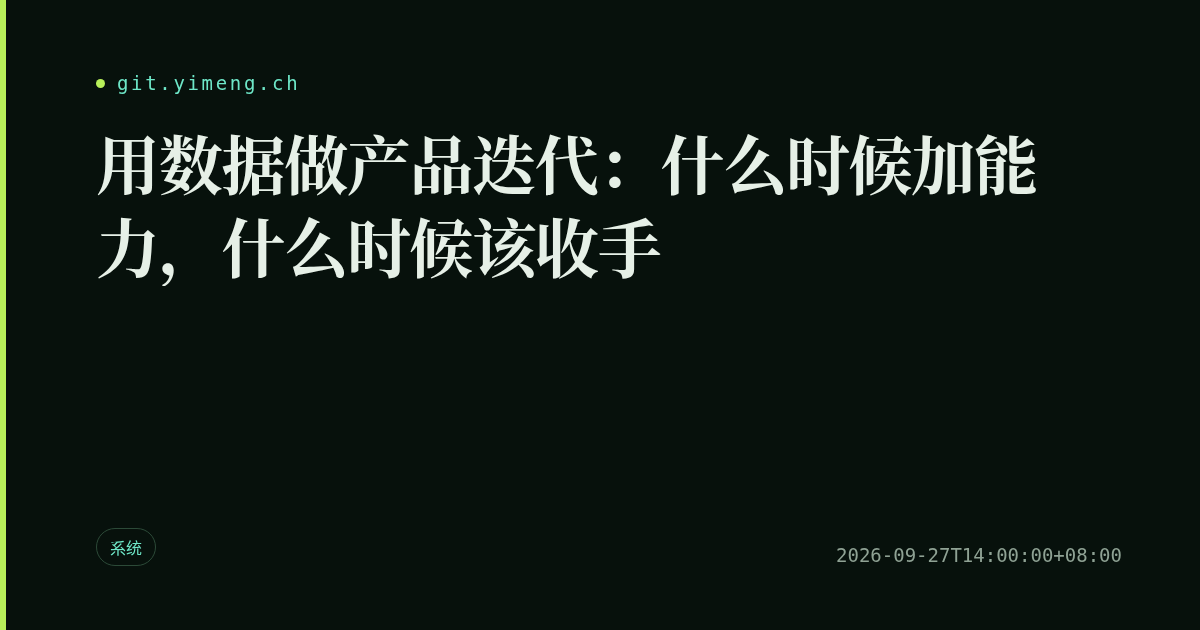 git.yimeng.ch
用数据做产品迭代：什么时候加能
力，什么时候该收手
系统
2026-09-27T14:00:00+08:00